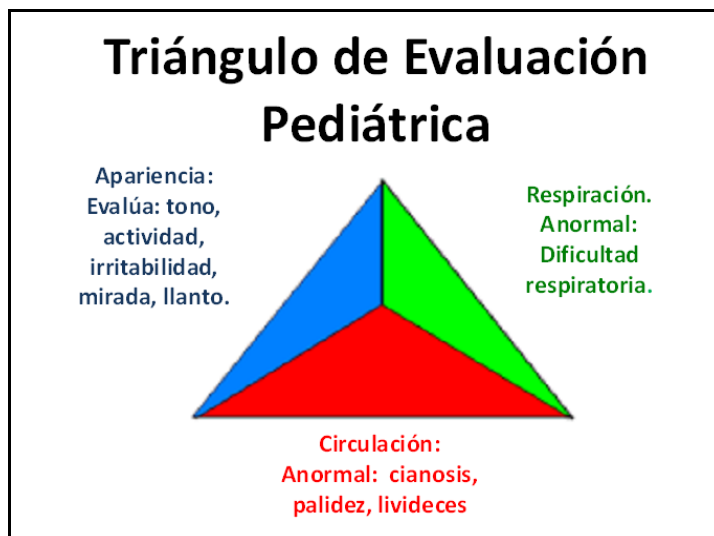 Triángulo de Evaluación
Pediátrica
Apariencia:
Evalúa: tono,
actividad,
irritabilidad,
mirada, llanto.
Respiración.
Anormal:
Dificultad
respiratoria.
Circulación:
Anormal: cianosis,
palidez, livideces